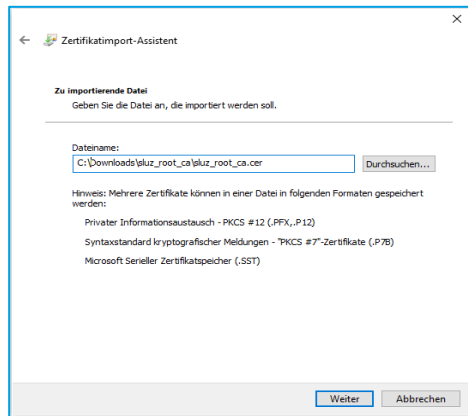 Zertifikatimport-Assistent
Zu importierende Datei
Geben Sie die Datei an, die importiert werden soll.
Dateiname:
C:\Downloads\sluz_root_ca\sluz_root_ca.cer
Durchsuchen...
Hinweis: Mehrere Zertifikate können in einer Datei in folgenden Formaten gespeichert
werden:
Privater Informationsaustausch - PKCS #12 (.PFX,.P12)
Syntaxstandard kryptografischer Meldungen - "PKCS #7"-Zertifikate (.P7B)
Microsoft Serieller Zertifikatspeicher (.SST)
Weiter
Abbrechen